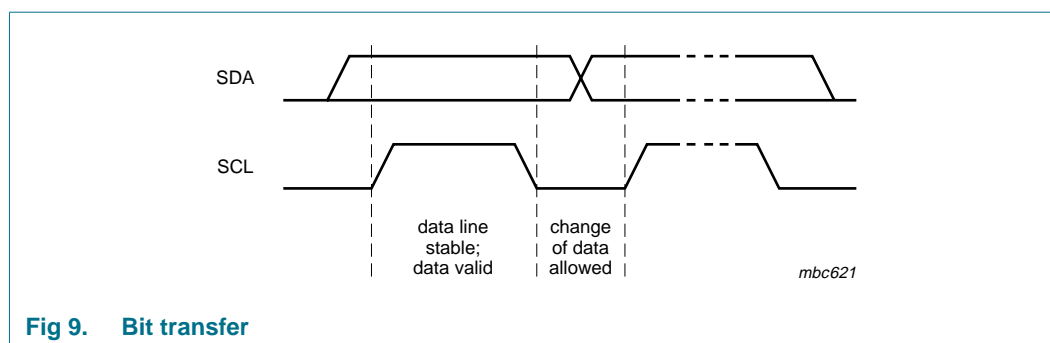 SDA
SCL
data line
stable;
data valid
change
of data
allowed
mbc621
Fig 9. Bit transfer